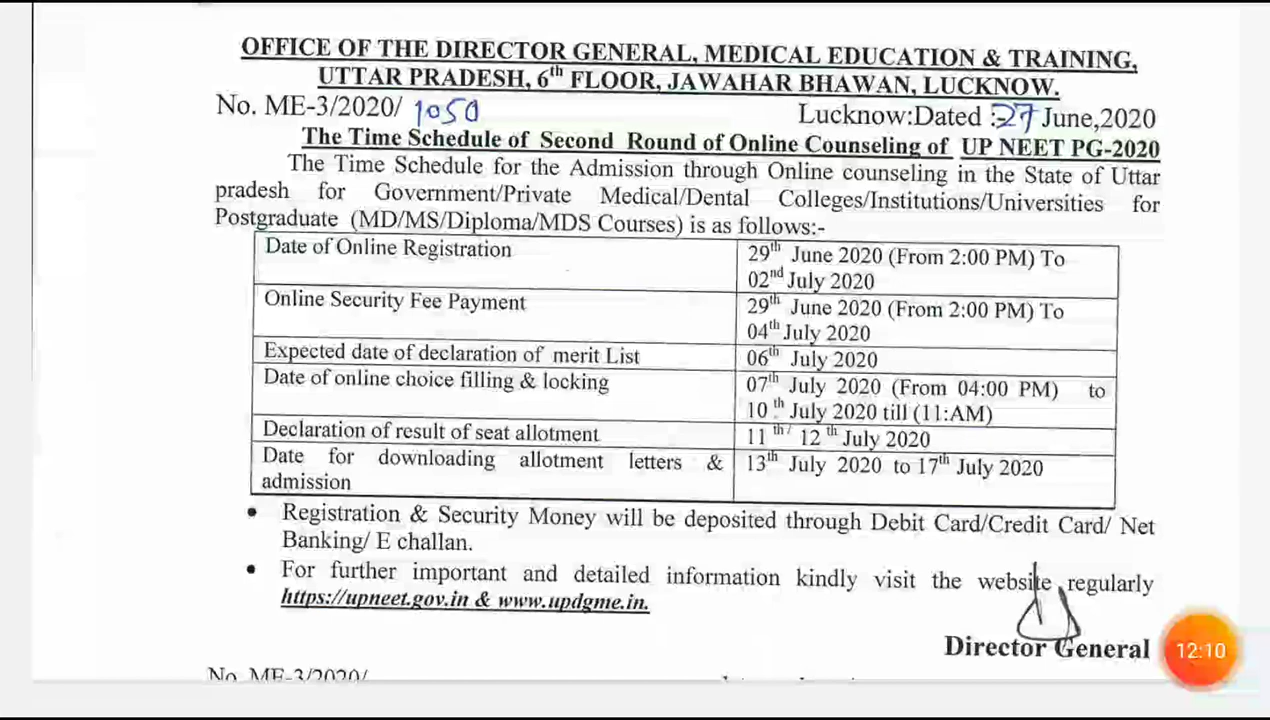 OFFICE OF THE DIRECTOR GENERAL, MEDICAL EDUCATION & TRAINING,
UTTAR PRADESH, 6th FLOOR, JAWAHAR BHAWAN, LUCKNOW.
No. ME-3/2020/ 1050 Lucknow:Dated :-27 June,2020
The Time Schedule of Second Round of Online Counseling of UP NEET PG-2020
The Time Schedule for the Admission through Online counseling in the State of Uttar
pradesh for Government/Private Medical/Dental Colleges/Institutions/Universities for
Postgraduate (MD/MS/Diploma/MDS Courses) is as follows:-
Date of Online Registration 29th June 2020 (From 2:00 PM) To
02nd July 2020
Online Security Fee Payment 29th June 2020 (From 2:00 PM) To
04th July 2020
Expected date of declaration of merit List 06th July 2020
Date of online choice filling & locking 07th July 2020 (From 04:00 PM) to
10th July 2020 till (11:AM)
Declaration of result of seat allotment 11th/ 12th July 2020
Date for downloading allotment letters & 13th July 2020 to 17th July 2020
admission
• Registration & Security Money will be deposited through Debit Card/Credit Card/ Net
Banking/ E challan.
• For further important and detailed information kindly visit the website regularly
https://upneet.gov.in & www.updgme.in.
Director General
12:10
No. ME-3/2020/